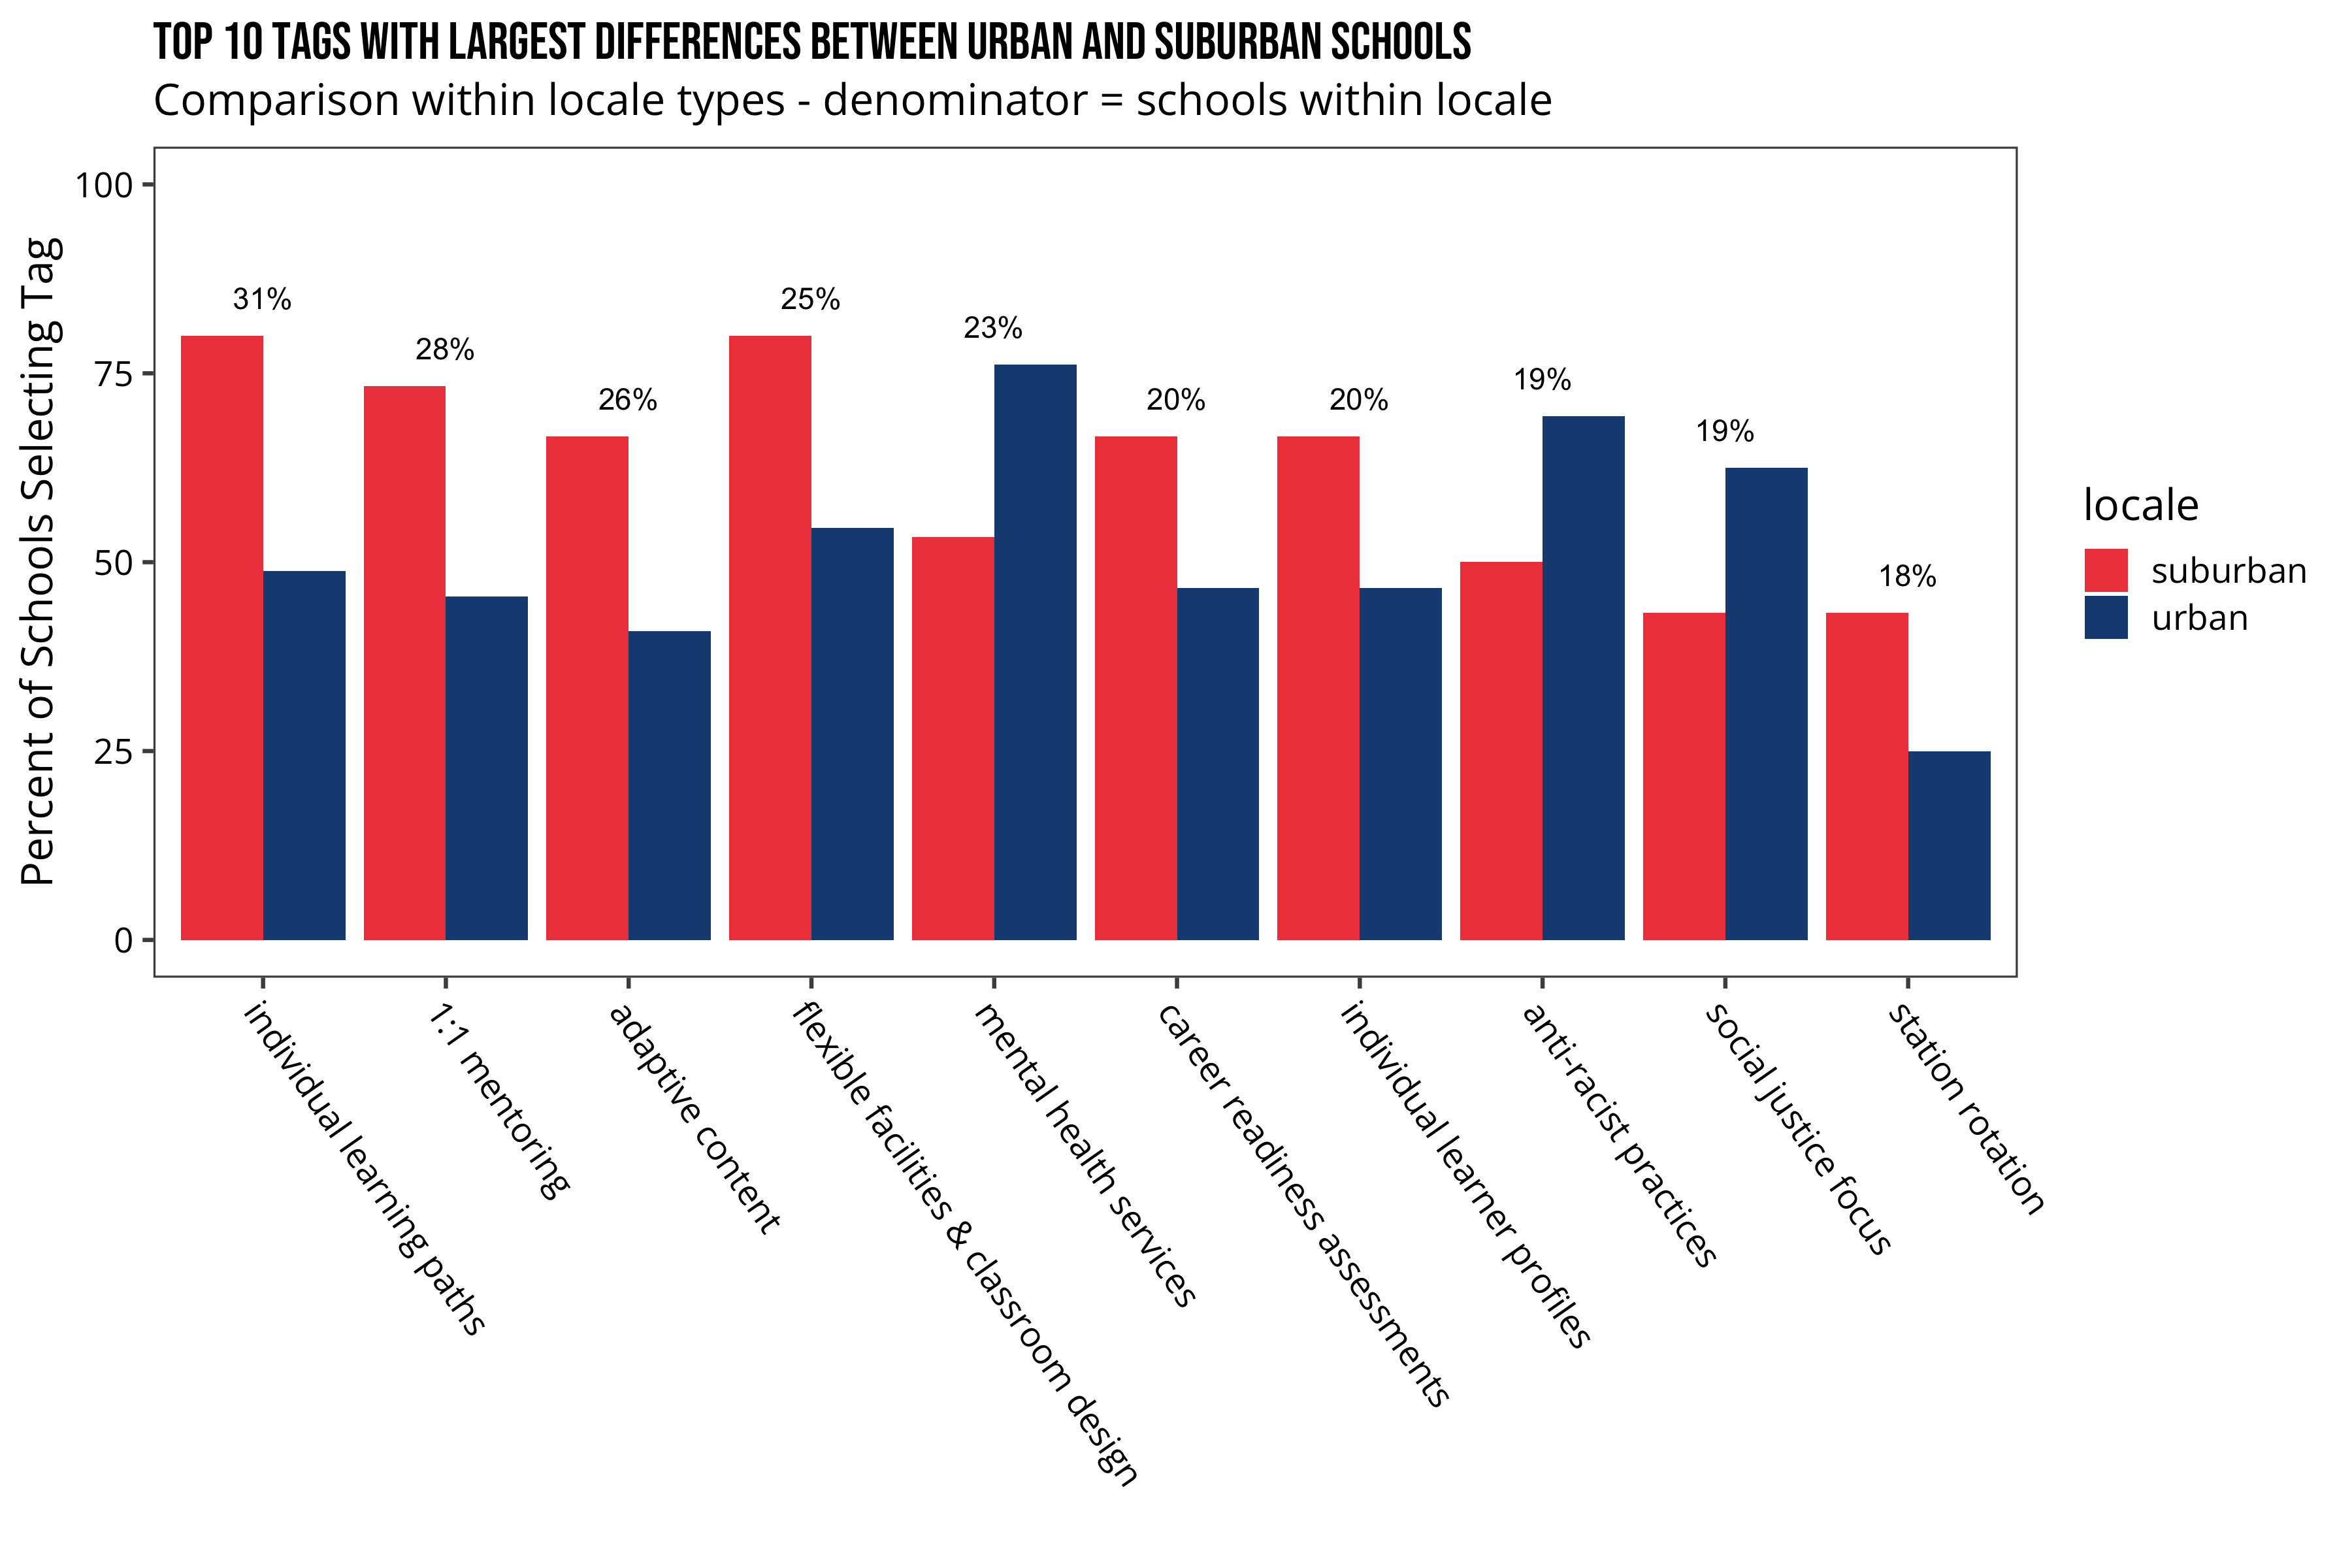 TOP 10 TAGS WITH LARGEST DIFFERENCES BETWEEN URBAN AND SUBURBAN SCHOOLS
Comparison within locale types - denominator = schools within locale
Percent of Schools Selecting Tag
100
75
50
25
0
31%
28%
26%
25%
23%
20%
20%
19%
19%
18%
individual learning paths
1:1 mentoring
adaptive content
flexible facilities & classroom design
mental health services
career readiness assessments
individual learner profiles
anti-racist practices
social justice focus
station rotation
locale
suburban
urban